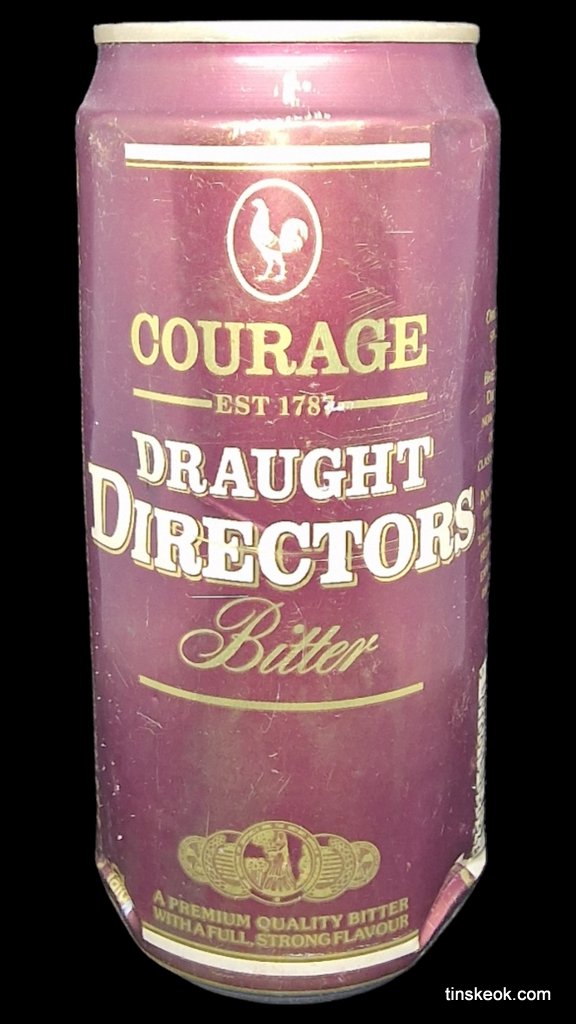 COURAGE
EST 1787
DRAUGHT
DIRECTORS
Bitter
A PREMIUM QUALITY BITTER
WITH A FULL, STRONG FLAVOUR
tinskeok.com